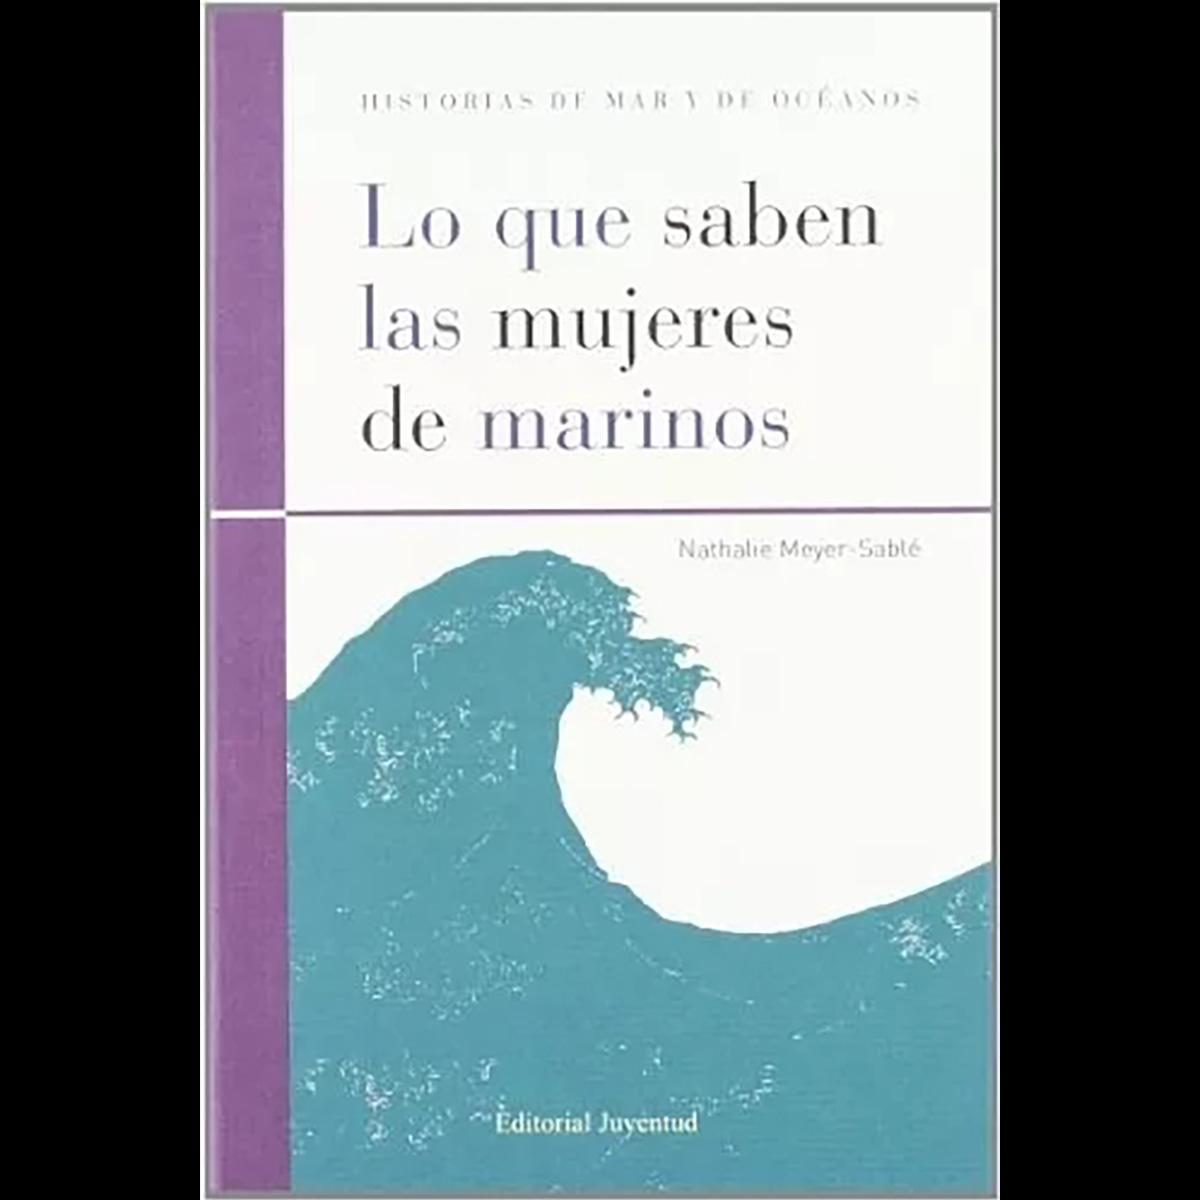 HISTORIAS DE MAR Y DE OCÉANOS
Lo que saben
las mujeres
de marinos
Nathalie Meyer-Sablé
Editorial Juventud